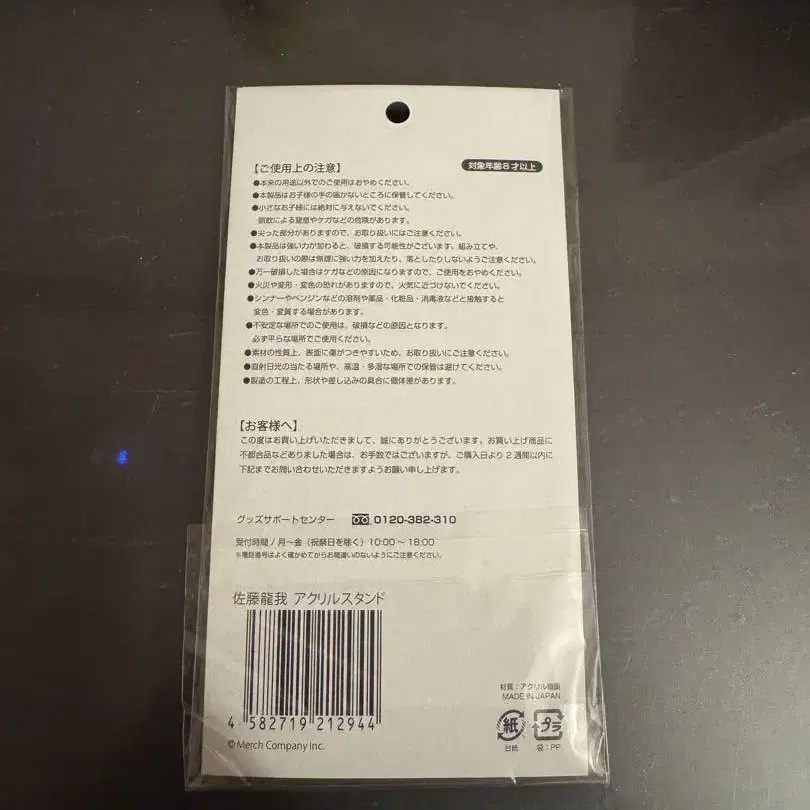 【ご使用上の注意】
対象年齢8才以上
●本来の用途以外でのご使用はおやめください。
●本製品はお子様の手の届かないところに保管してください。
●小さなお子様には絶対に与えないでください。
誤飲による窒息やケガなどの危険があります。
●尖った部分がありますので、お取り扱いにはご注意ください。
●本製品は強い力が加わると、破損する可能性がございます。組み立てや、
お取り扱いの際は無理に強い力を加えたり、落としたりしないようご注意ください。
●万一破損した場合はケガなどの原因になりますので、ご使用をおやめください。
●火災や変形・変色の恐れがありますので、火気に近づけないでください。
●シンナーやベンジンなどの溶剤や薬品・化粧品・消毒液などと接触すると
変色・変質する場合があります。
●不安定な場所でのご使用は、破損などの原因となります。
必ず平らな場所でご使用ください。
●素材の性質上、表面に傷がつきやすいため、お取り扱いにご注意ください。
●直射日光の当たる場所や、高温・多湿な場所での保管は避けてください。
●製造の工程上、形状や差し込みの具合に個体差があります。
【お客様へ】
この度はお買い上げいただきまして、誠にありがとうございます。お買い上げ商品に
不都合品などありました場合は、お手数ではございますが、ご購入日より2週間以内に
下記までお問い合わせいただきますようお願い申し上げます。
グッズサポートセンター 0120-382-310
受付時間/月~金(祝祭日を除く)10:00~18:00
※電話番号はよく確かめてからお間違いのないようにご注意ください。
佐藤龍我 アクリルスタンド
4 582719 212944
© Merch Company Inc.
材質:アクリル樹脂
MADE IN JAPAN
紙 プラ
台紙 袋:PP